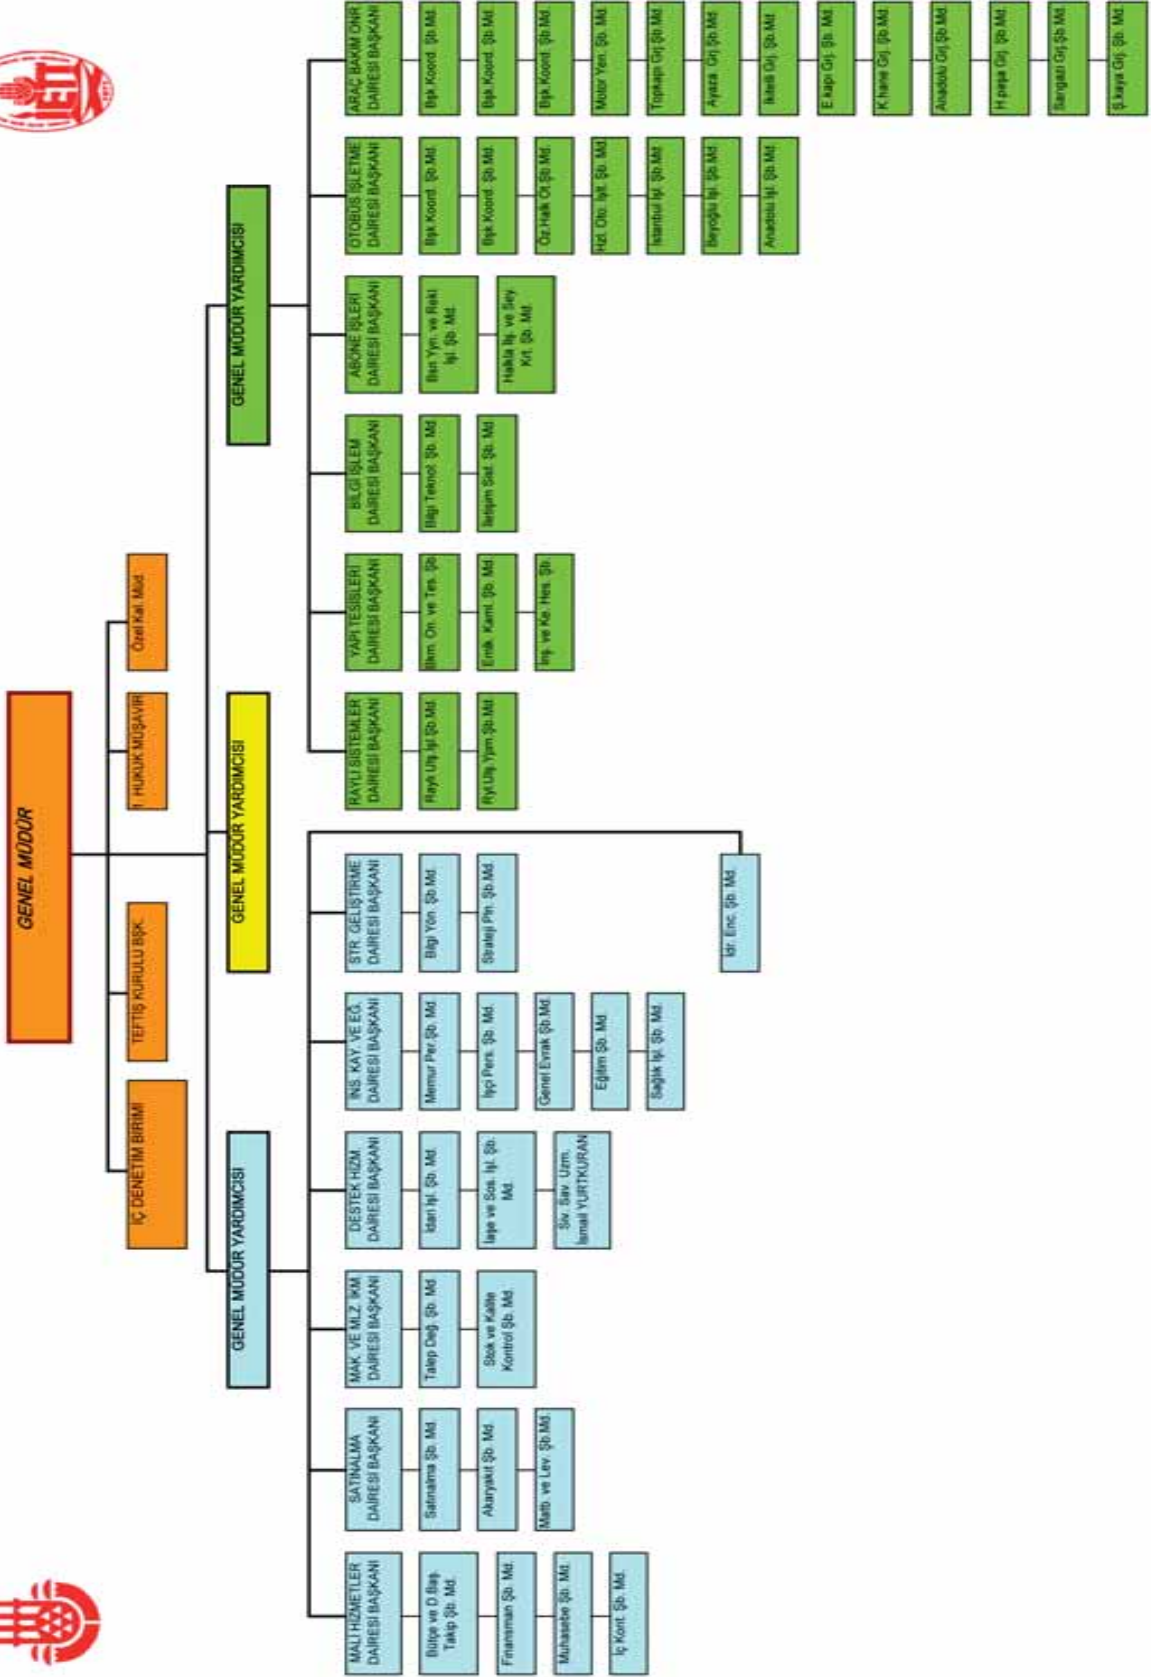 İETT
GENEL MÜDÜR
İÇ DENETİM BİRİMİ
TEFTİŞ KURULU BŞK.
1. HUKUK MÜŞAVİR
Özel Kal. Müd.
GENEL MÜDÜR YARDIMCISI
GENEL MÜDÜR YARDIMCISI
GENEL MÜDÜR YARDIMCISI
MALİ HİZMETLER
DAİRESİ BAŞKANI
Bütçe ve D.Baş.
Takip Şb. Md.
Finansman Şb. Md.
Muhasebe Şb. Md.
İç Kont. Şb. Md.
SATINALMA
DAİRESİ BAŞKANI
Satınalma Şb. Md.
Akaryakıt Şb. Md.
Matb. ve Lev. Şb.Md.
MAK. VE MLZ. İKM.
DAİRESİ BAŞKANI
Talep Değ. Şb. Md.
Stok ve Kalite
Kontrol Şb. Md.
DESTEK HİZM.
DAİRESİ BAŞKANI
İdari İşl. Şb. Md.
İaşe ve Sos. İşl. Şb.
Md.
Siv. Sav. Uzm.
İsmail YURTKURAN
İNS. KAY. VE EĞ.
DAİRESİ BAŞKANI
Memur Per.Şb. Md.
İşçi Pers. Şb. Md.
Genel Evrak Şb.Md.
Eğitim Şb. Md.
Sağlık İşl. Şb. Md.
STR. GELİŞTİRME
DAİRESİ BAŞKANI
Bilgi Yön. Şb.Md.
Strateji Pln. Şb.Md.
İdr. Enc. Şb. Md.
RAYLI SİSTEMLER
DAİRESİ BAŞKANI
Raylı Ulş.İşl.Şb.Md.
Ryl.Ulş. Ypm.Şb.Md.
YAPI TESİSLERİ
DAİRESİ BAŞKANI
Bkm. On. ve Tes. Şb.
Emlk. Kaml. Şb. Md.
İnş. ve Ke. Hes. Şb.
BİLGİ İŞLEM
DAİRESİ BAŞKANI
Bilgi Teknol. Şb. Md.
İletişim Sist. Şb. Md.
ABONE İŞLERİ
DAİRESİ BAŞKANI
Bsn Yyn. ve Rekl
İşl. Şb. Md.
Halkla İlş. ve Sey.
Krt. Şb. Md.
OTOBÜS İŞLETME
DAİRESİ BAŞKANI
Bşk.Koord. Şb.Md.
Bşk.Koord. Şb.Md.
Öz.Halk Ot.Şb.Md.
Hzl. Oto. İşlt. Şb. Md.
İstanbul İşl. Şb.Md.
Beyoğlu İşl. Şb.Md.
Anadolu İşl. Şb.Md.
ARAÇ BAKIM ONR.
DAİRESİ BAŞKANI
Bşk.Koord. Şb.Md.
Bşk.Koord. Şb.Md.
Bşk.Koord. Şb.Md.
Motor Yen. Şb. Md.
Topkapı Grj.Şb.Md.
Ayaza. Grj.Şb.Md.
İkitelli Grj. Şb.Md.
E.kapı Grj. Şb. Md.
K.hane Grj. Şb.Md.
Anadolu Grj.Şb.Md.
H.paşa Grj. Şb.Md.
Sarıgazi Grj.Şb.Md.
Ş.kaya Grj. Şb. Md.